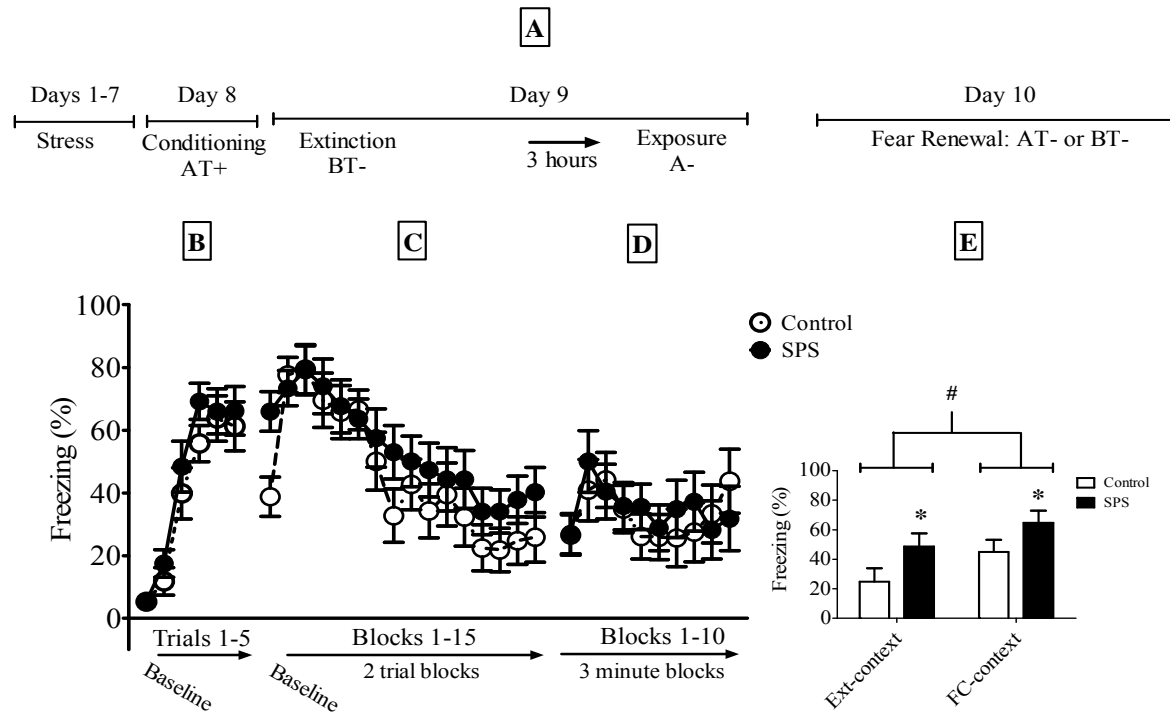 A
Days 1-7
Day 8
Day 9
Day 10
Stress
Conditioning
AT+
Extinction
BT-
3 hours
Exposure
A-
Fear Renewal: AT- or BT-
B
C
D
E
Freezing (%)
100
80
60
40
20
0
Control
SPS
Trials 1-5
Baseline
Blocks 1-15
2 trial blocks
Baseline
Blocks 1-10
3 minute blocks
#
Freezing (%)
100
80
60
40
20
0
*
*
Control
SPS
Ext-context
FC-context